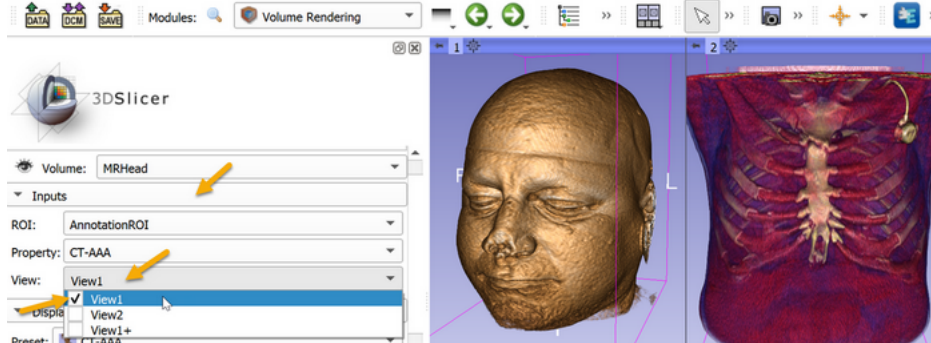 DATA DCM SAVE Modules: Volume Rendering »  »  »
1 2
3DSlicer
Volume: MRHead
Inputs
ROI: AnnotationROI
Property: CT-AAA
View: View1
View1
View2
View1+
Preset: CT-AAA
R L